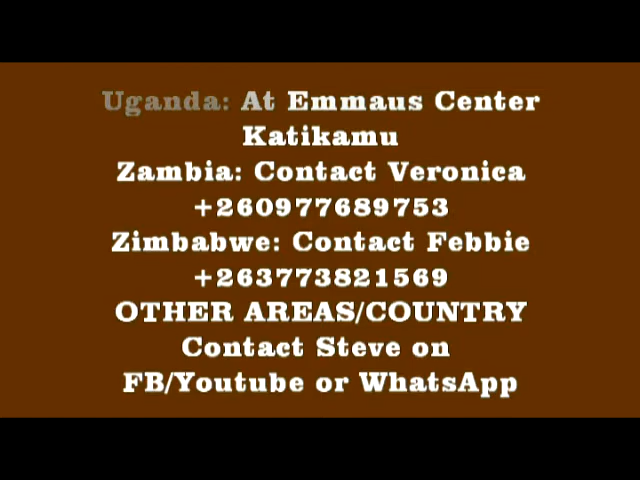 Uganda: At Emmaus Center
Katikamu
Zambia: Contact Veronica
+260977689753
Zimbabwe: Contact Febbie
+263773821569
OTHER AREAS/COUNTRY
Contact Steve on
FB/Youtube or WhatsApp